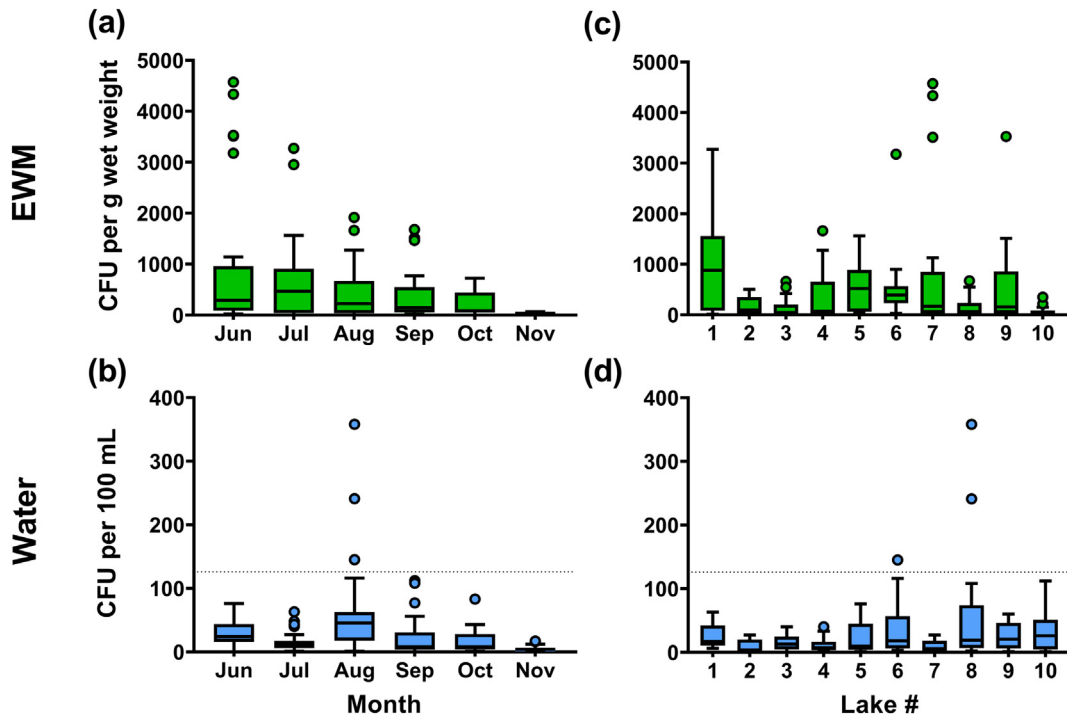 (a)
EWM
CFU per g wet weight
5000
4000
3000
2000
1000
0
Jun Jul Aug Sep Oct Nov
(c)
5000
4000
3000
2000
1000
0
1 2 3 4 5 6 7 8 9 10
(b)
Water
CFU per 100 mL
400
300
200
100
0
Jun Jul Aug Sep Oct Nov
Month
(d)
400
300
200
100
0
1 2 3 4 5 6 7 8 9 10
Lake #